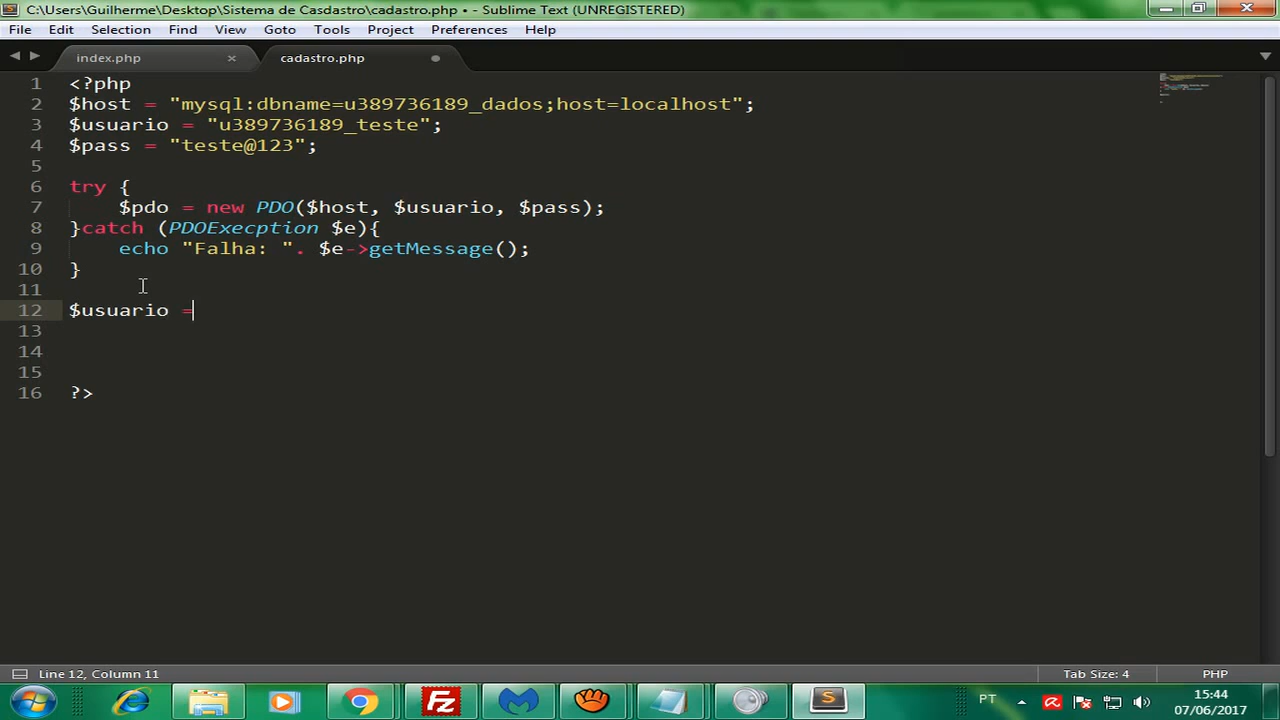 C:\Users\Guilherme\Desktop\Sistema de Casdastro\cadastro.php • - Sublime Text (UNREGISTERED)
File Edit Selection Find View Goto Tools Project Preferences Help
index.php × cadastro.php
1 <?php
2 $host = "mysql:dbname=u389736189_dados;host=localhost";
3 $usuario = "u389736189_teste";
4 $pass = "teste@123";
5
6 try {
7 $pdo = new PDO($host, $usuario, $pass);
8 }catch (PDOExecption $e){
9 echo "Falha: ". $e->getMessage();
10 }
11
12 $usuario =
13
14
15
16 ?>
Line 12, Column 11 Tab Size: 4 PHP
PT 15:44
07/06/2017